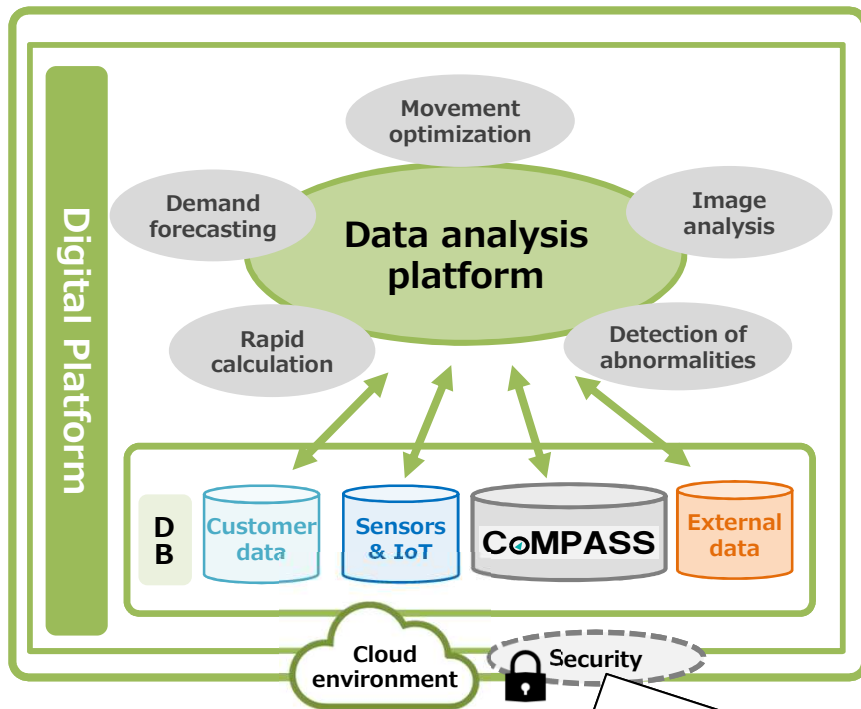 Digital Platform
Movement
optimization
Demand
forecasting
Image
analysis
Data analysis
platform
Rapid
calculation
Detection of
abnormalities
D
B
Customer
data
Sensors
& IoT
CoMPASS
External
data
Cloud
environment
Security